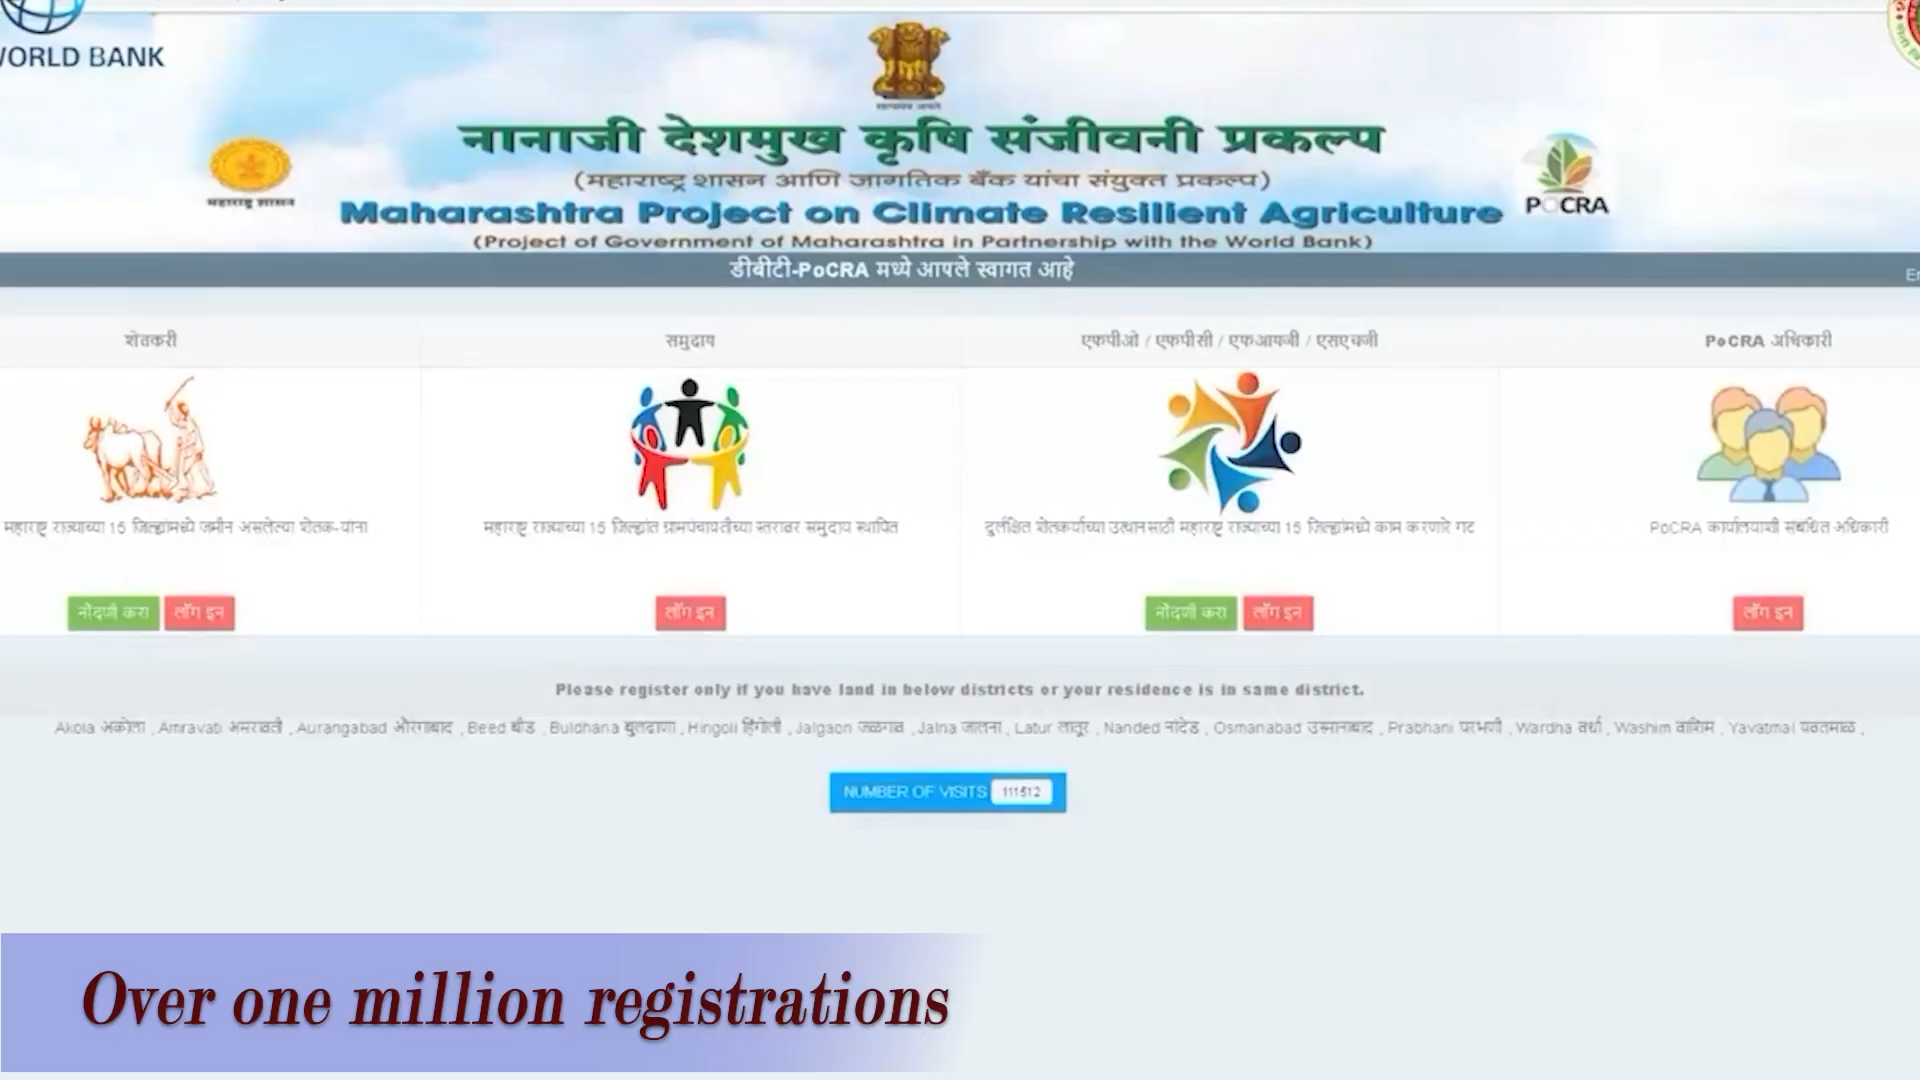 WORLD BANK
नानाजी देशमुख कृषि संजीवनी प्रकल्प
(महाराष्ट्र शासन आणि जागतिक बँक यांचा संयुक्त प्रकल्प)
महाराष्ट्र शासन
Maharashtra Project on Climate Resilient Agriculture
PoCRA
(Project of Government of Maharashtra in Partnership with the World Bank)
डीबीटी-PoCRA मध्ये आपले स्वागत आहे
शेतकरी
समुदाय
एफपीओ / एफपीसी / एफआयजी / एसएचजी
PoCRA अधिकारी
महाराष्ट्र राज्याच्या 15 जिल्ह्यांमध्ये जमीन असलेल्या शेतक-यांना
महाराष्ट्र राज्याच्या 15 जिल्ह्यांत ग्रामपंचायतीच्या स्तरावर समुदाय स्थापित
दुर्लक्षित शेतकर्याच्या उत्थानसाठी महाराष्ट्र राज्याच्या 15 जिल्ह्यांमध्ये काम करणारे गट
PoCRA कार्यालयाशी संबंधित अधिकारी
नोंदणी करा लॉग इन
लॉग इन
नोंदणी करा लॉग इन
लॉग इन
Please register only if you have land in below districts or your residence is in same district.
Akola अकोला , Amravati अमरावती , Aurangabad औरंगाबाद , Beed बीड , Buldhana बुलढाणा , Hingoli हिंगोली , Jalgaon जळगाव , Jalna जालना , Latur लातूर , Nanded नांदेड , Osmanabad उस्मानाबाद , Prabhani परभणी , Wardha वर्धा , Washim वाशिम , Yavatmal यवतमाळ ,
NUMBER OF VISITS 111512
Over one million registrations